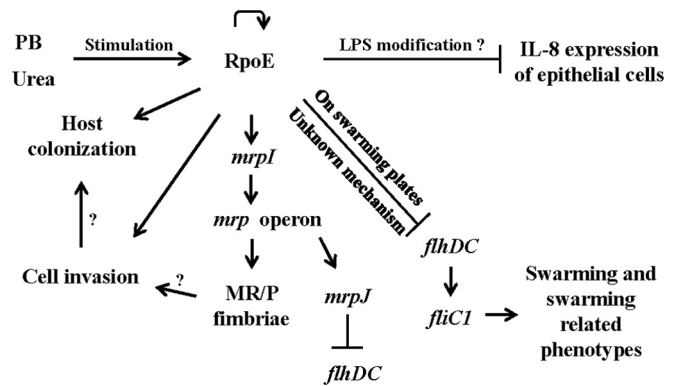 PB
Urea
Stimulation
RpoE
LPS modification ?
IL-8 expression
of epithelial cells
On swarming plates
Unknown mechanism
Host
colonization
mrpI
mrp operon
?
flhDC
Cell invasion
?
MR/P
fimbriae
mrpJ
fliC1
Swarming and
swarming
related
phenotypes
flhDC